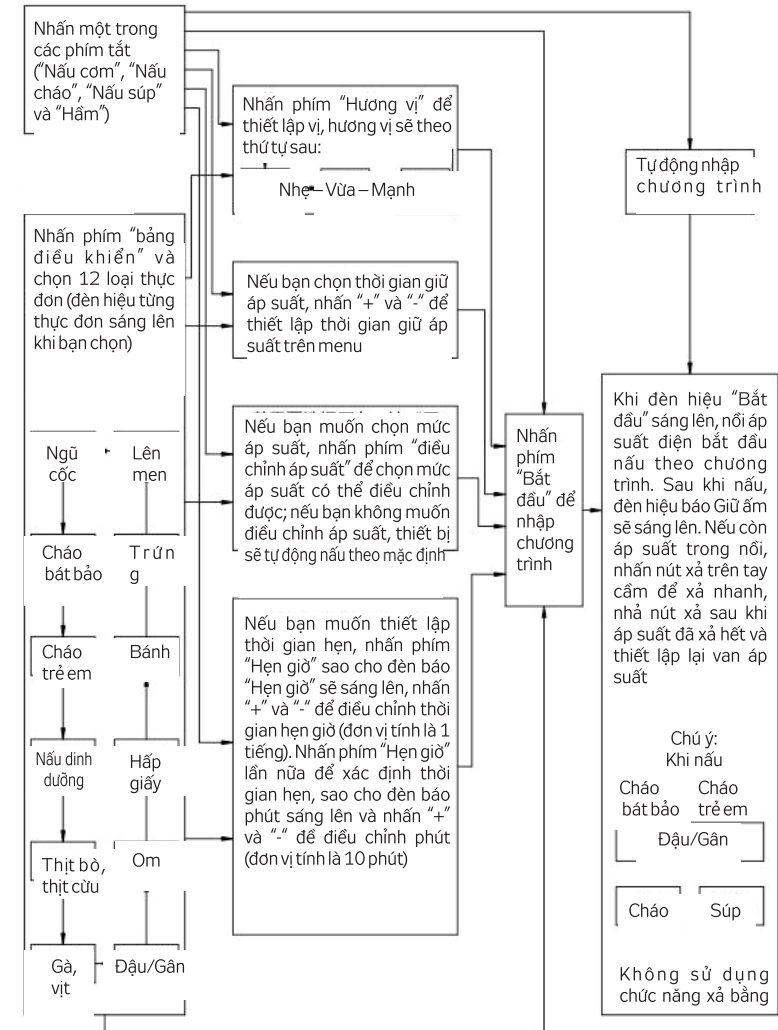 Nhấn một trong
các phím tắt
(“Nấu cơm”, “Nấu
cháo”, “Nấu súp”
và “Hầm”)
Nhấn phím “bảng
điều khiển” và
chọn 12 loại thực
đơn (đèn hiệu từng
thực đơn sáng lên
khi bạn chọn)
Ngũ
cốc
Cháo
bát bảo
Cháo
trẻ em
Nấu dinh
dưỡng
Thịt bò,
thịt cừu
Gà,
vịt
Đậu/Gân
Om
Hấp
giấy
Bánh
Trứn
g
Lên
men
Nhấn phím “Hương vị” để
thiết lập vị, hương vị sẽ theo
thứ tự sau:
Nhẹ – Vừa – Mạnh
Nếu bạn chọn thời gian giữ
áp suất, nhấn “+” và “-“ để
thiết lập thời gian giữ áp
suất trên menu
Nếu bạn muốn chọn mức
áp suất, nhấn phím “điều
chỉnh áp suất” để chọn mức
áp suất có thể điều chỉnh
được; nếu bạn không muốn
điều chỉnh áp suất, thiết bị
sẽ tự động nấu theo mặc định
Nếu bạn muốn thiết lập
thời gian hẹn, nhấn phím
“Hẹn giờ” sao cho đèn báo
“Hẹn giờ” sẽ sáng lên, nhấn
“+” và “-“ để điều chỉnh thời
gian hẹn giờ (đơn vị tính là 1
tiếng). Nhấn phím “Hẹn giờ”
lần nữa để xác định thời
gian hẹn, sao cho đèn báo
phút sáng lên và nhấn “+”
và “-“ để điều chỉnh phút
(đơn vị tính là 10 phút)
Nhấn
phím
“Bắt
đầu” để
nhập
chương
trình
Tự động nhập
chương trình
Khi đèn hiệu “Bắt
đầu” sáng lên, nồi áp
suất điện bắt đầu
nấu theo chương
trình. Sau khi nấu,
đèn hiệu báo Giữ ấm
sẽ sáng lên. Nếu còn
áp suất trong nồi,
nhấn nút xả trên tay
cầm để xả nhanh,
nhả nút xả sau khi
áp suất đã xả hết và
thiết lập lại van áp
suất
Chú ý:
Khi nấu
Cháo
bát bảo
Cháo
trẻ em
Đậu/Gân
Cháo
Súp
Không sử dụng
chức năng xả bằng